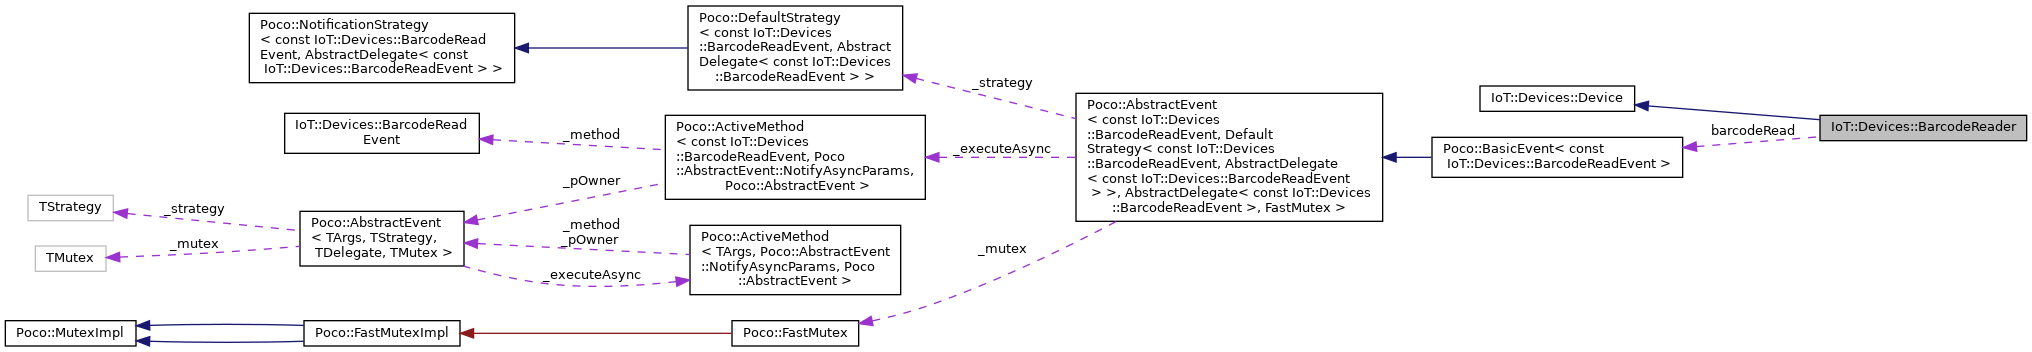 Poco::NotificationStrategy
< const IoT::Devices::BarcodeRead
Event, AbstractDelegate< const
IoT::Devices::BarcodeReadEvent > >
Poco::DefaultStrategy
< const IoT::Devices
::BarcodeReadEvent, Abstract
Delegate< const IoT::Devices
::BarcodeReadEvent > >
_strategy
IoT::Devices::BarcodeRead
Event
_method
Poco::ActiveMethod
< const IoT::Devices
::BarcodeReadEvent, Poco
::AbstractEvent::NotifyAsyncParams,
Poco::AbstractEvent >
_executeAsync
Poco::AbstractEvent
< const IoT::Devices
::BarcodeReadEvent, Default
Strategy< const IoT::Devices
::BarcodeReadEvent, AbstractDelegate
< const IoT::Devices::BarcodeReadEvent
> >, AbstractDelegate< const IoT::Devices
::BarcodeReadEvent >, FastMutex >
IoT::Devices::Device
Poco::BasicEvent< const
IoT::Devices::BarcodeReadEvent >
barcodeRead
IoT::Devices::BarcodeReader
_pOwner
TStrategy
_strategy
TMutex
_mutex
Poco::AbstractEvent
< TArgs, TStrategy,
TDelegate, TMutex >
_method
_pOwner
_executeAsync
Poco::ActiveMethod
< TArgs, Poco::AbstractEvent
::NotifyAsyncParams, Poco
::AbstractEvent >
_mutex
Poco::MutexImpl
Poco::FastMutexImpl
Poco::FastMutex